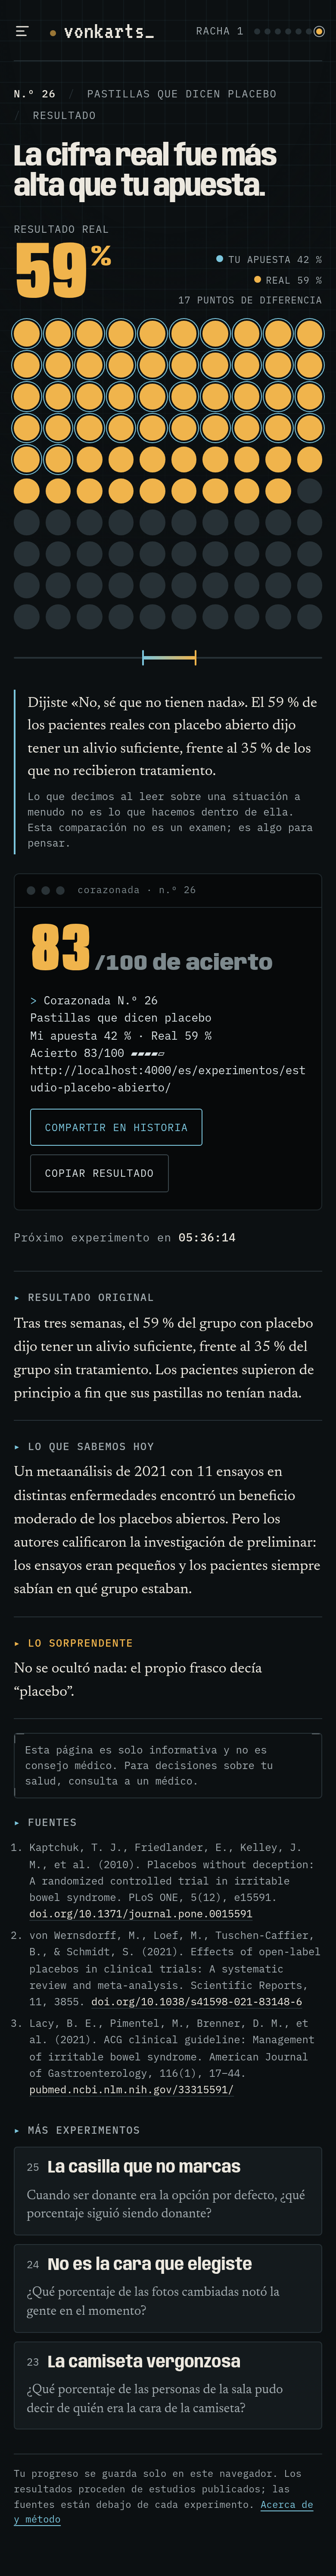 vonkarts_
RACHA 1
N.º 26 / PASTILLAS QUE DICEN PLACEBO
/ RESULTADO
La cifra real fue más
alta que tu apuesta.
RESULTADO REAL
59%
TU APUESTA 42 %
REAL 59 %
17 PUNTOS DE DIFERENCIA
Dijiste «No, sé que no tienen nada». El 59 % de
los pacientes reales con placebo abierto dijo
tener un alivio suficiente, frente al 35 % de los
que no recibieron tratamiento.
Lo que decimos al leer sobre una situación a
menudo no es lo que hacemos dentro de ella.
Esta comparación no es un examen; es algo para
pensar.
corazonada · n.º 26
83/100 de acierto
> Corazonada N.º 26
Pastillas que dicen placebo
Mi apuesta 42 % · Real 59 %
Acierto 83/100 ▰▰▰▰▱
http://localhost:4000/es/experimentos/est
udio-placebo-abierto/
COMPARTIR EN HISTORIA
COPIAR RESULTADO
Próximo experimento en 05:36:14
▸ RESULTADO ORIGINAL
Tras tres semanas, el 59 % del grupo con placebo
dijo tener un alivio suficiente, frente al 35 % del
grupo sin tratamiento. Los pacientes supieron de
principio a fin que sus pastillas no tenían nada.
▸ LO QUE SABEMOS HOY
Un metaanálisis de 2021 con 11 ensayos en
distintas enfermedades encontró un beneficio
moderado de los placebos abiertos. Pero los
autores calificaron la investigación de preliminar:
los ensayos eran pequeños y los pacientes siempre
sabían en qué grupo estaban.
▸ LO SORPRENDENTE
No se ocultó nada: el propio frasco decía
“placebo”.
Esta página es solo informativa y no es
consejo médico. Para decisiones sobre tu
salud, consulta a un médico.
▸ FUENTES
1. Kaptchuk, T. J., Friedlander, E., Kelley, J.
M., et al. (2010). Placebos without deception:
A randomized controlled trial in irritable
bowel syndrome. PLoS ONE, 5(12), e15591.
doi.org/10.1371/journal.pone.0015591
2. von Wernsdorff, M., Loef, M., Tuschen-Caffier,
B., & Schmidt, S. (2021). Effects of open-label
placebos in clinical trials: A systematic
review and meta-analysis. Scientific Reports,
11, 3855. doi.org/10.1038/s41598-021-83148-6
3. Lacy, B. E., Pimentel, M., Brenner, D. M., et
al. (2021). ACG clinical guideline: Management
of irritable bowel syndrome. American Journal
of Gastroenterology, 116(1), 17–44.
pubmed.ncbi.nlm.nih.gov/33315591/
▸ MÁS EXPERIMENTOS
25 La casilla que no marcas
Cuando ser donante era la opción por defecto, ¿qué
porcentaje siguió siendo donante?
24 No es la cara que elegiste
¿Qué porcentaje de las fotos cambiadas notó la
gente en el momento?
23 La camiseta vergonzosa
¿Qué porcentaje de las personas de la sala pudo
decir de quién era la cara de la camiseta?
Tu progreso se guarda solo en este navegador. Los
resultados proceden de estudios publicados; las
fuentes están debajo de cada experimento. Acerca de
y método